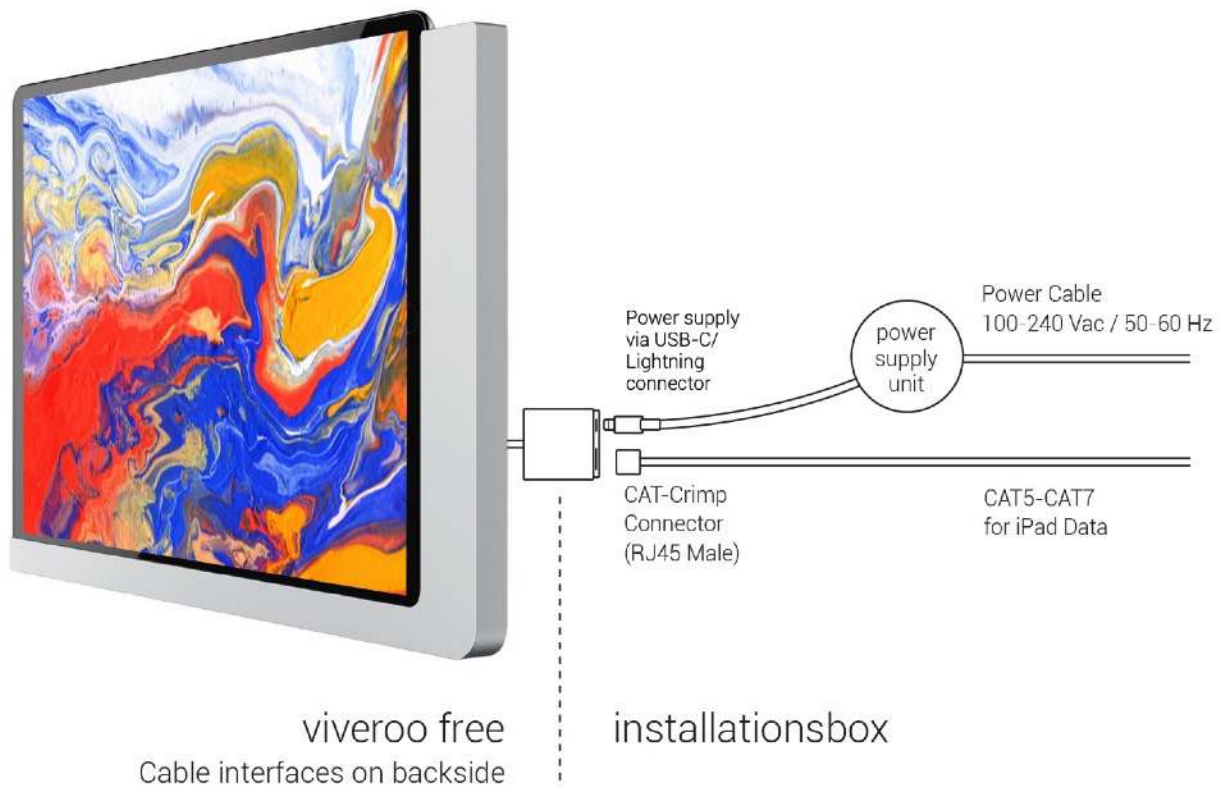 Power Cable
100-240 Vac / 50-60 Hz
Power supply
via USB-C/
Lightning
connector
power
supply
unit
CAT-Crimp
Connector
(RJ45 Male)
CAT5-CAT7
for iPad Data
viveroo free
Cable interfaces on backside
installationsbox